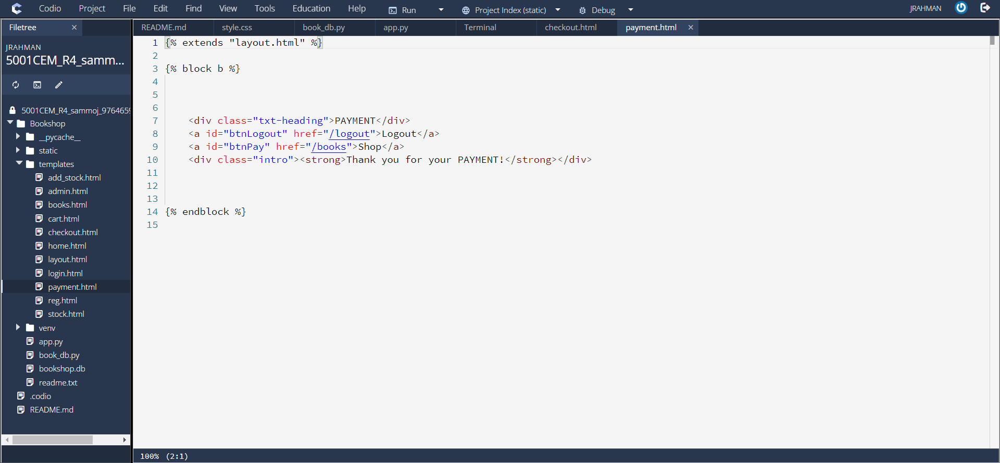 Codio Project File Edit Find View Tools Education Help Run Project Index (static) Debug JRAHMAN
Filetree
README.md style.css book_db.py app.py Terminal checkout.html payment.html
JRAHMAN
5001CEM_R4_samm...
5001CEM_R4_sammoj_976465
Bookshop
__pycache__
static
templates
add_stock.html
admin.html
books.html
cart.html
checkout.html
home.html
layout.html
login.html
payment.html
reg.html
stock.html
venv
app.py
book_db.py
bookshop.db
readme.txt
.codio
README.md
1 {% extends "layout.html" %}
2
3 {% block b %}
4
5
6
7 <div class="txt-heading">PAYMENT</div>
8 <a id="btnLogout" href="/logout">Logout</a>
9 <a id="btnPay" href="/books">Shop</a>
10 <div class="intro"><strong>Thank you for your PAYMENT!</strong></div>
11
12
13
14 {% endblock %}
15
100% (2:1)